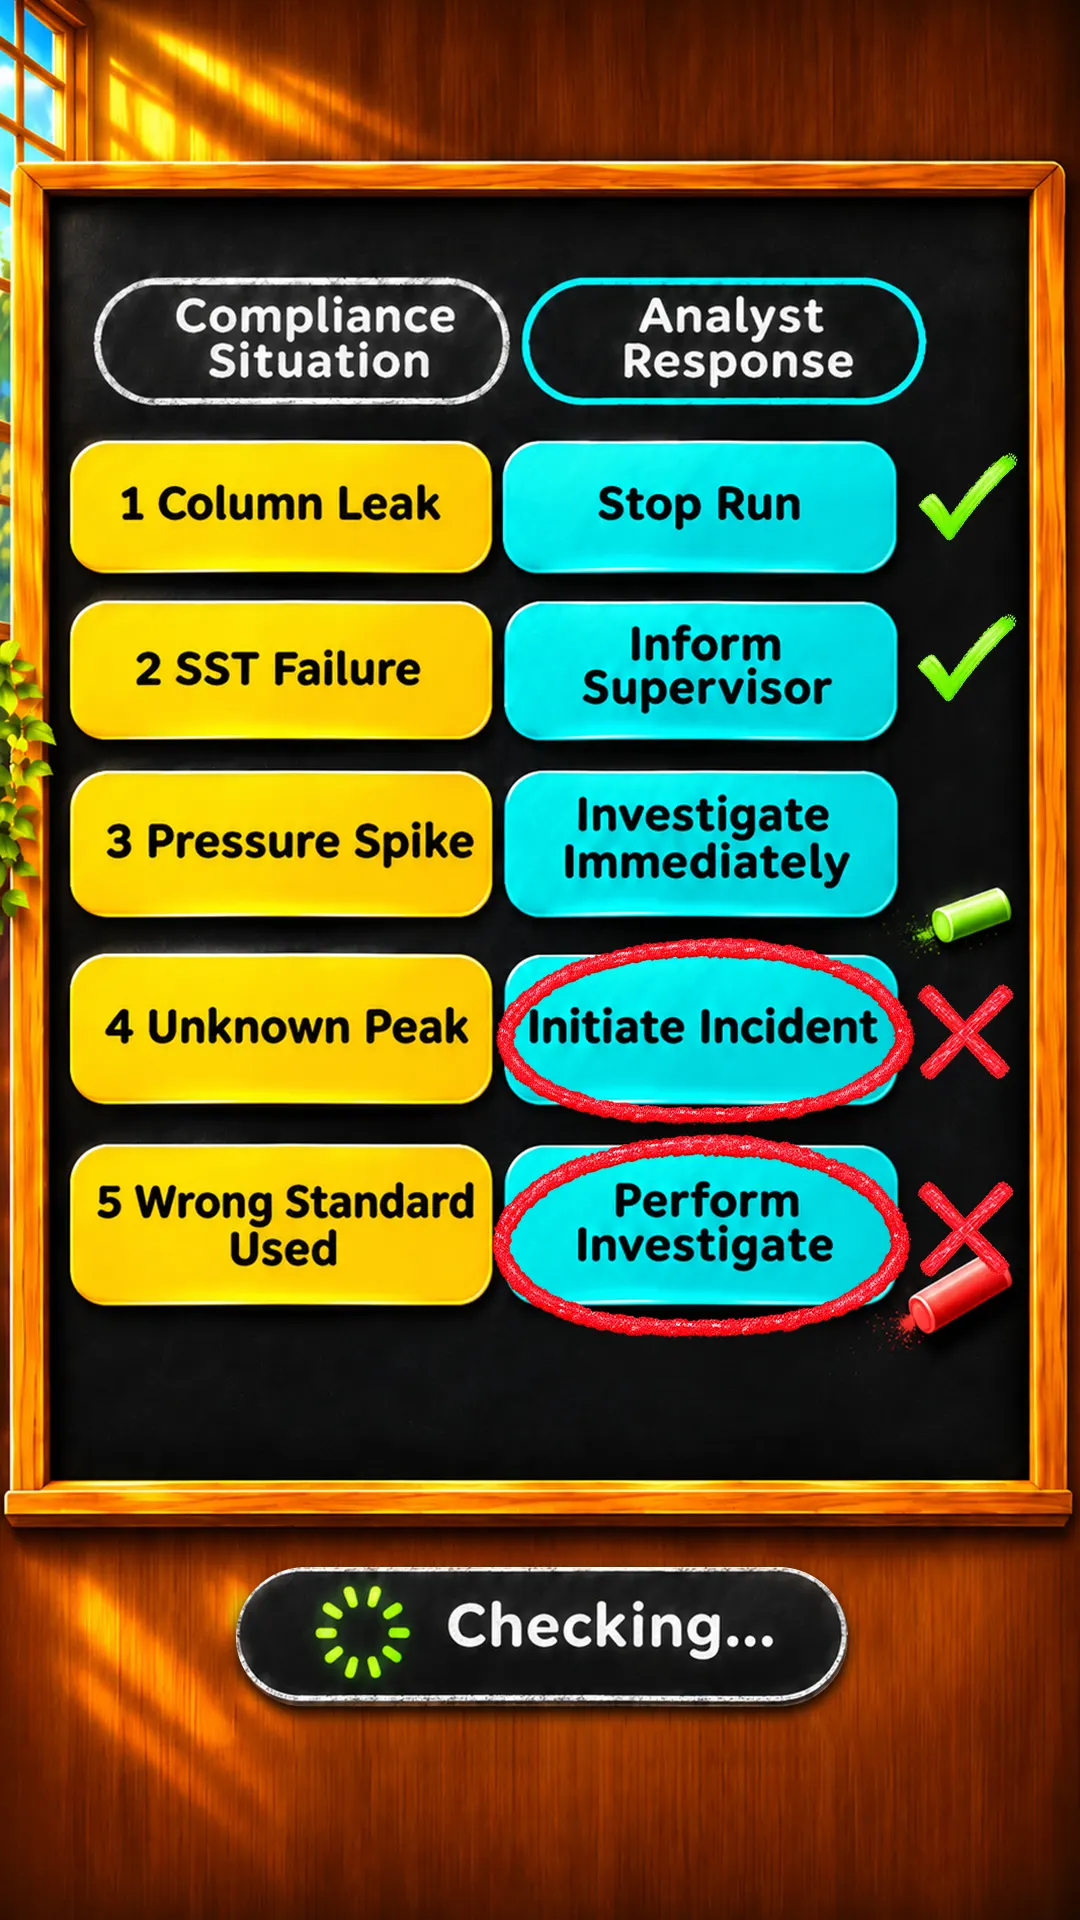 Compliance
Situation
Analyst
Response
1 Column Leak
Stop Run
2 SST Failure
Inform
Supervisor
3 Pressure Spike
Investigate
Immediately
4 Unknown Peak
Initiate Incident
5 Wrong Standard
Used
Perform
Investigate
Checking...